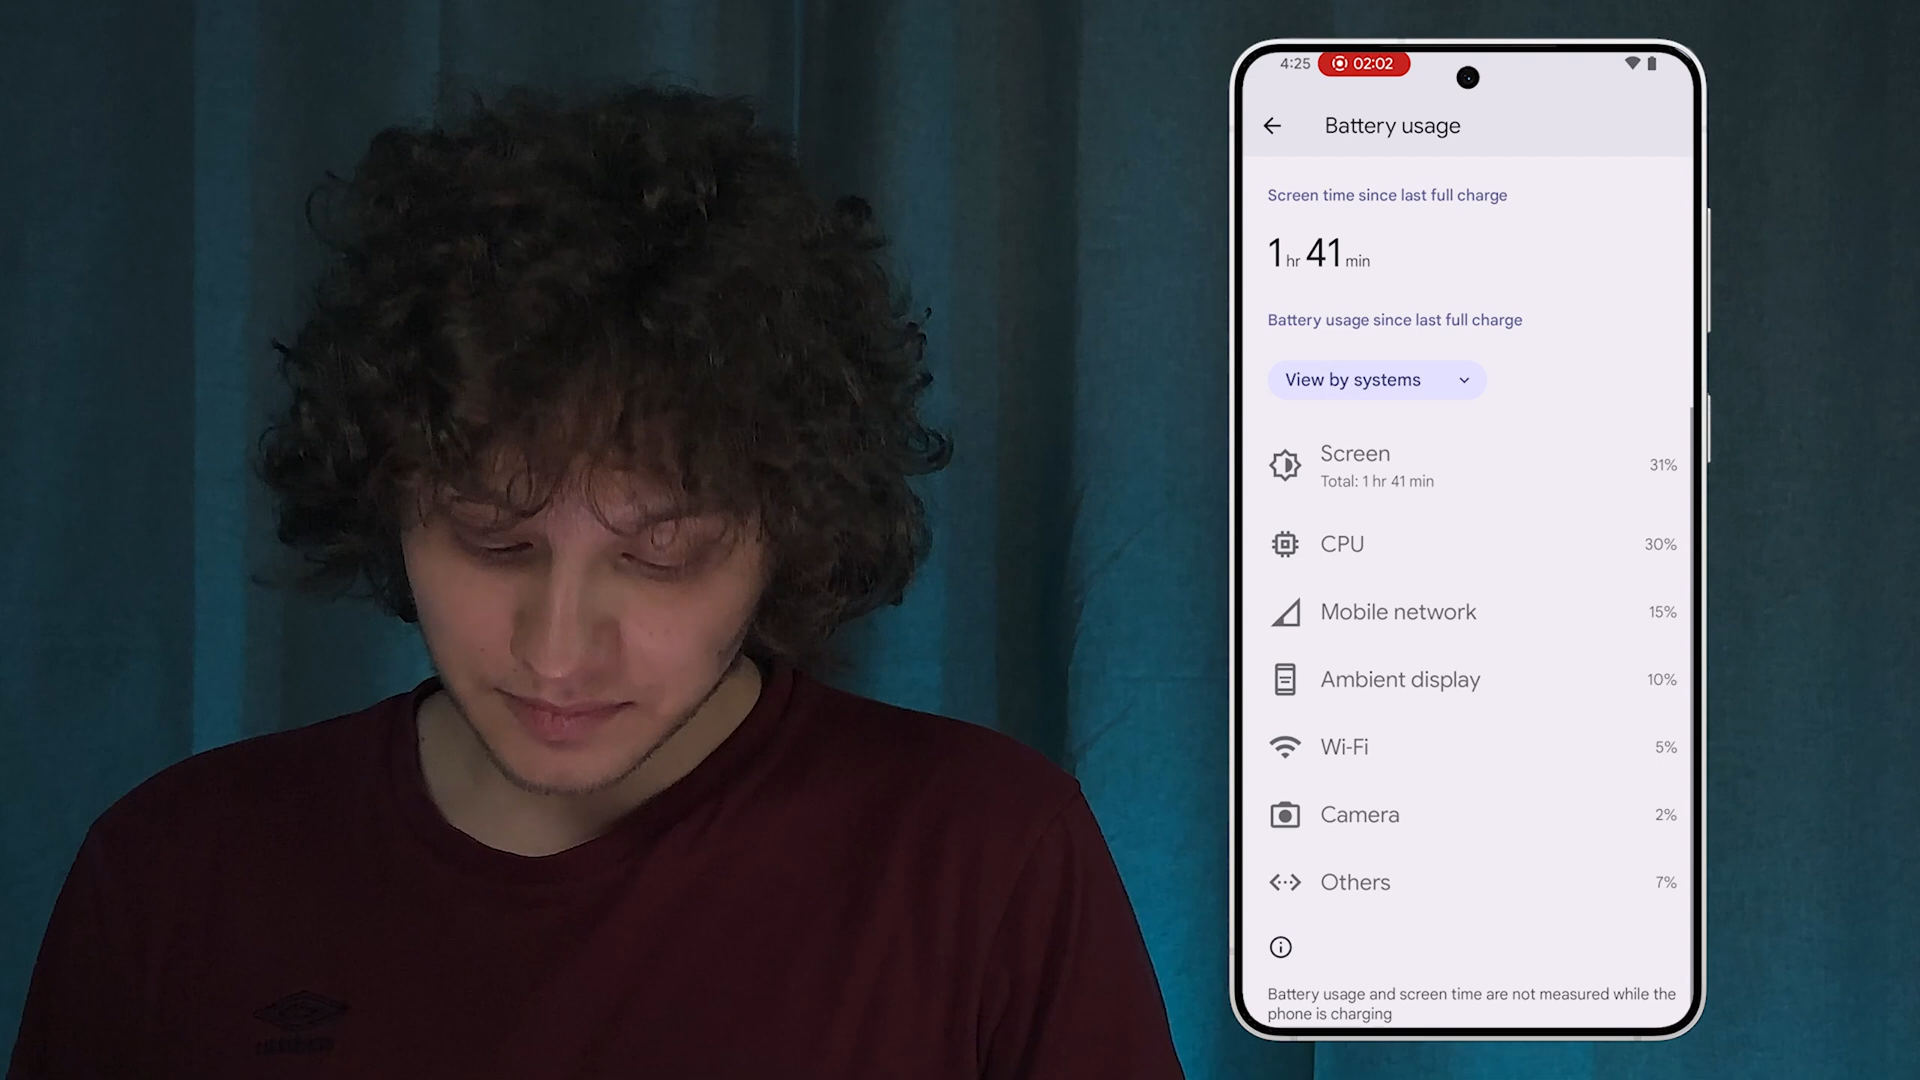 4:25 02:02
Battery usage
Screen time since last full charge
1 hr 41 min
Battery usage since last full charge
View by systems
Screen 31%
Total: 1 hr 41 min
CPU 30%
Mobile network 15%
Ambient display 10%
Wi-Fi 5%
Camera 2%
Others 7%
Battery usage and screen time are not measured while the
phone is charging